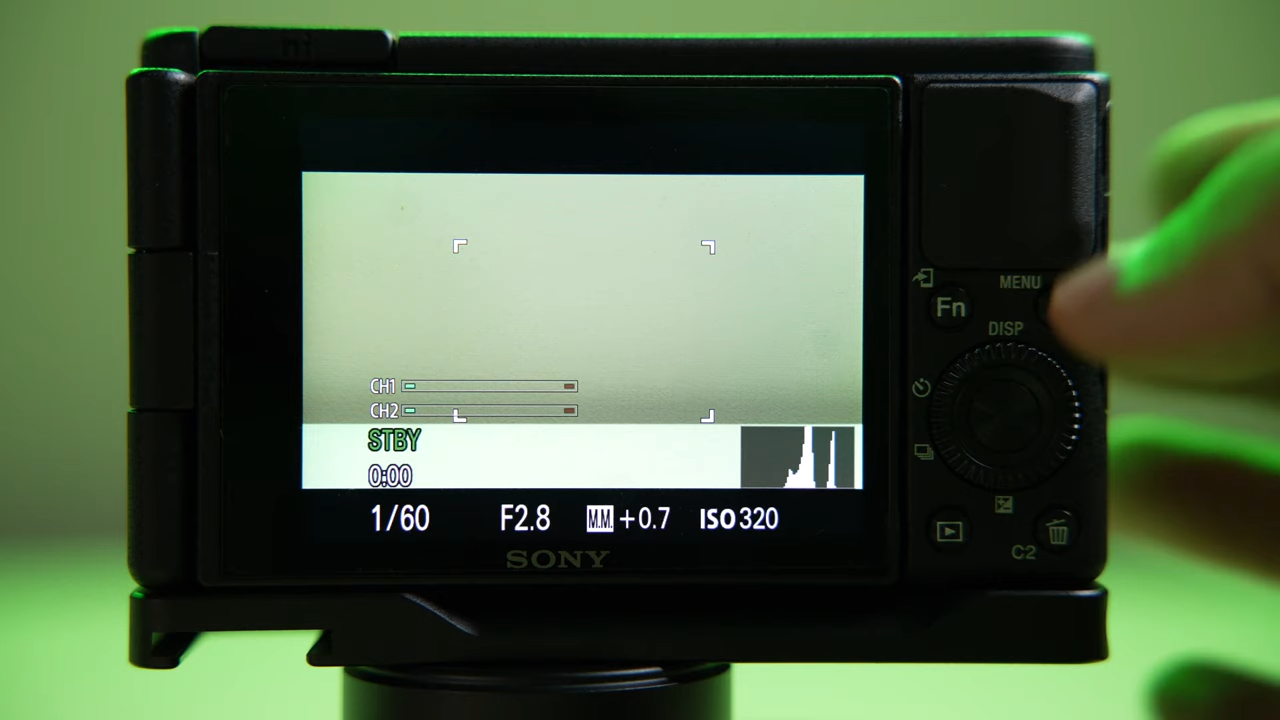 MENU
Fn
DISP
CH1
CH2
STBY
0:00
1/60 F2.8 M.M. +0.7 ISO 320
SONY
C2